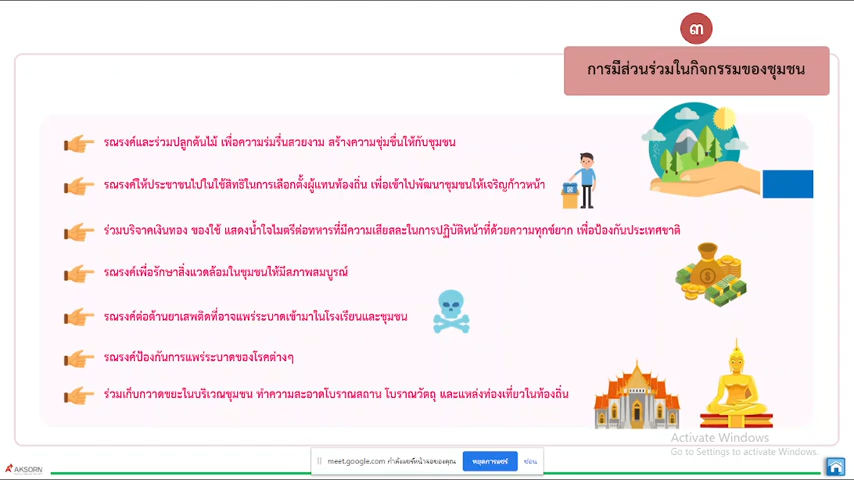 ๓
การมีส่วนร่วมในกิจกรรมของชุมชน
รณรงค์และร่วมปลูกต้นไม้ เพื่อความร่มรื่นสวยงาม สร้างความชุ่มชื่นให้กับชุมชน
รณรงค์ให้ประชาชนไปใช้สิทธิในการเลือกตั้งผู้แทนท้องถิ่น เพื่อเข้าไปพัฒนาชุมชนให้เจริญก้าวหน้า
ร่วมบริจาคเงินทอง ของใช้ แสดงน้ำใจไมตรีต่อทหารที่มีความเสียสละในการปฏิบัติหน้าที่ด้วยความทุกข์ยาก เพื่อป้องกันประเทศชาติ
รณรงค์เพื่อรักษาสิ่งแวดล้อมในชุมชนให้มีสภาพสมบูรณ์
รณรงค์ต่อต้านยาเสพติดที่อาจแพร่ระบาดเข้ามาในโรงเรียนและชุมชน
รณรงค์ป้องกันการแพร่ระบาดของโรคต่างๆ
ร่วมเก็บกวาดขยะในบริเวณชุมชน ทำความสะอาดโบราณสถาน โบราณวัตถุ และแหล่งท่องเที่ยวในท้องถิ่น
Activate Windows
Go to Settings to activate Windows.
AKSORN
meet.google.com กำลังแชร์หน้าจอของคุณ
หยุดการแชร์
ซ่อน